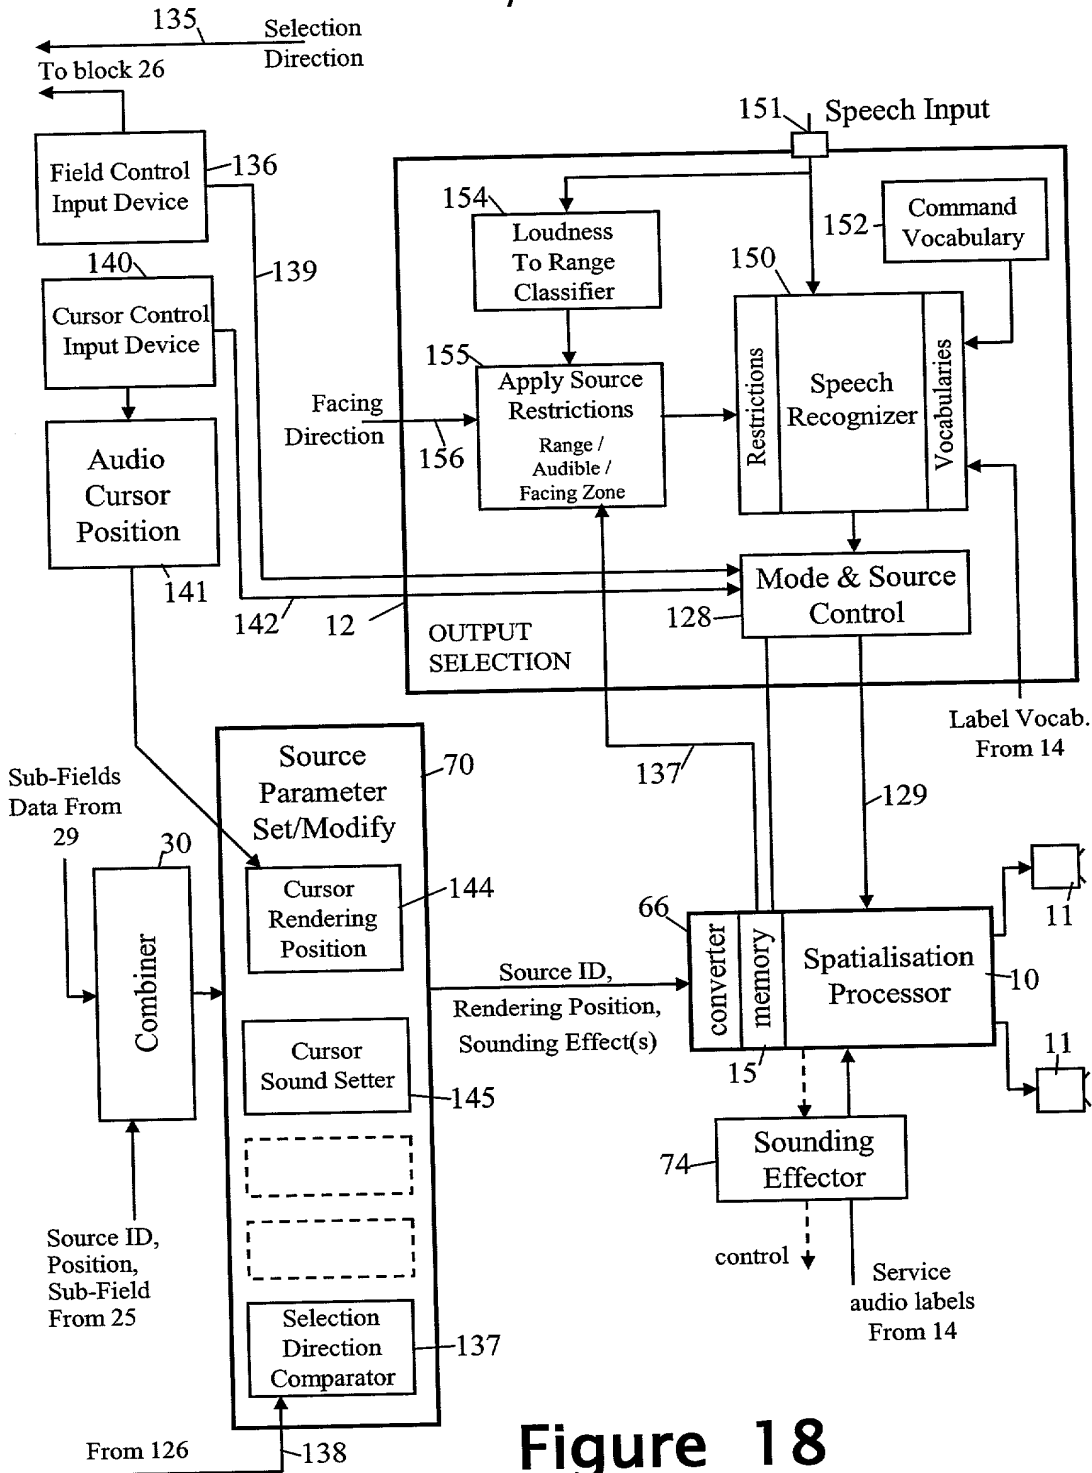 135
Selection
Direction
To block 26
Field Control
Input Device
136
140
Cursor Control
Input Device
139
Audio
Cursor
Position
141
142
12
151
Speech Input
154
Loudness
To Range
Classifier
152
Command
Vocabulary
150
Restrictions
Speech
Recognizer
Vocabularies
155
Apply Source
Restrictions
Range /
Audible /
Facing Zone
Facing
Direction
156
Mode & Source
Control
128
OUTPUT
SELECTION
Label Vocab.
From 14
137
129
Sub-Fields
Data From
29
30
Combiner
Source ID,
Position,
Sub-Field
From 25
Source
Parameter
Set/Modify
70
Cursor
Rendering
Position
144
Cursor
Sound Setter
145
Selection
Direction
Comparator
137
From 126
138
Source ID,
Rendering Position,
Sounding Effect(s)
66
converter
memory
Spatialisation
Processor
10
11
11
15
74
Sounding
Effector
control
Service
audio labels
From 14
Figure 18